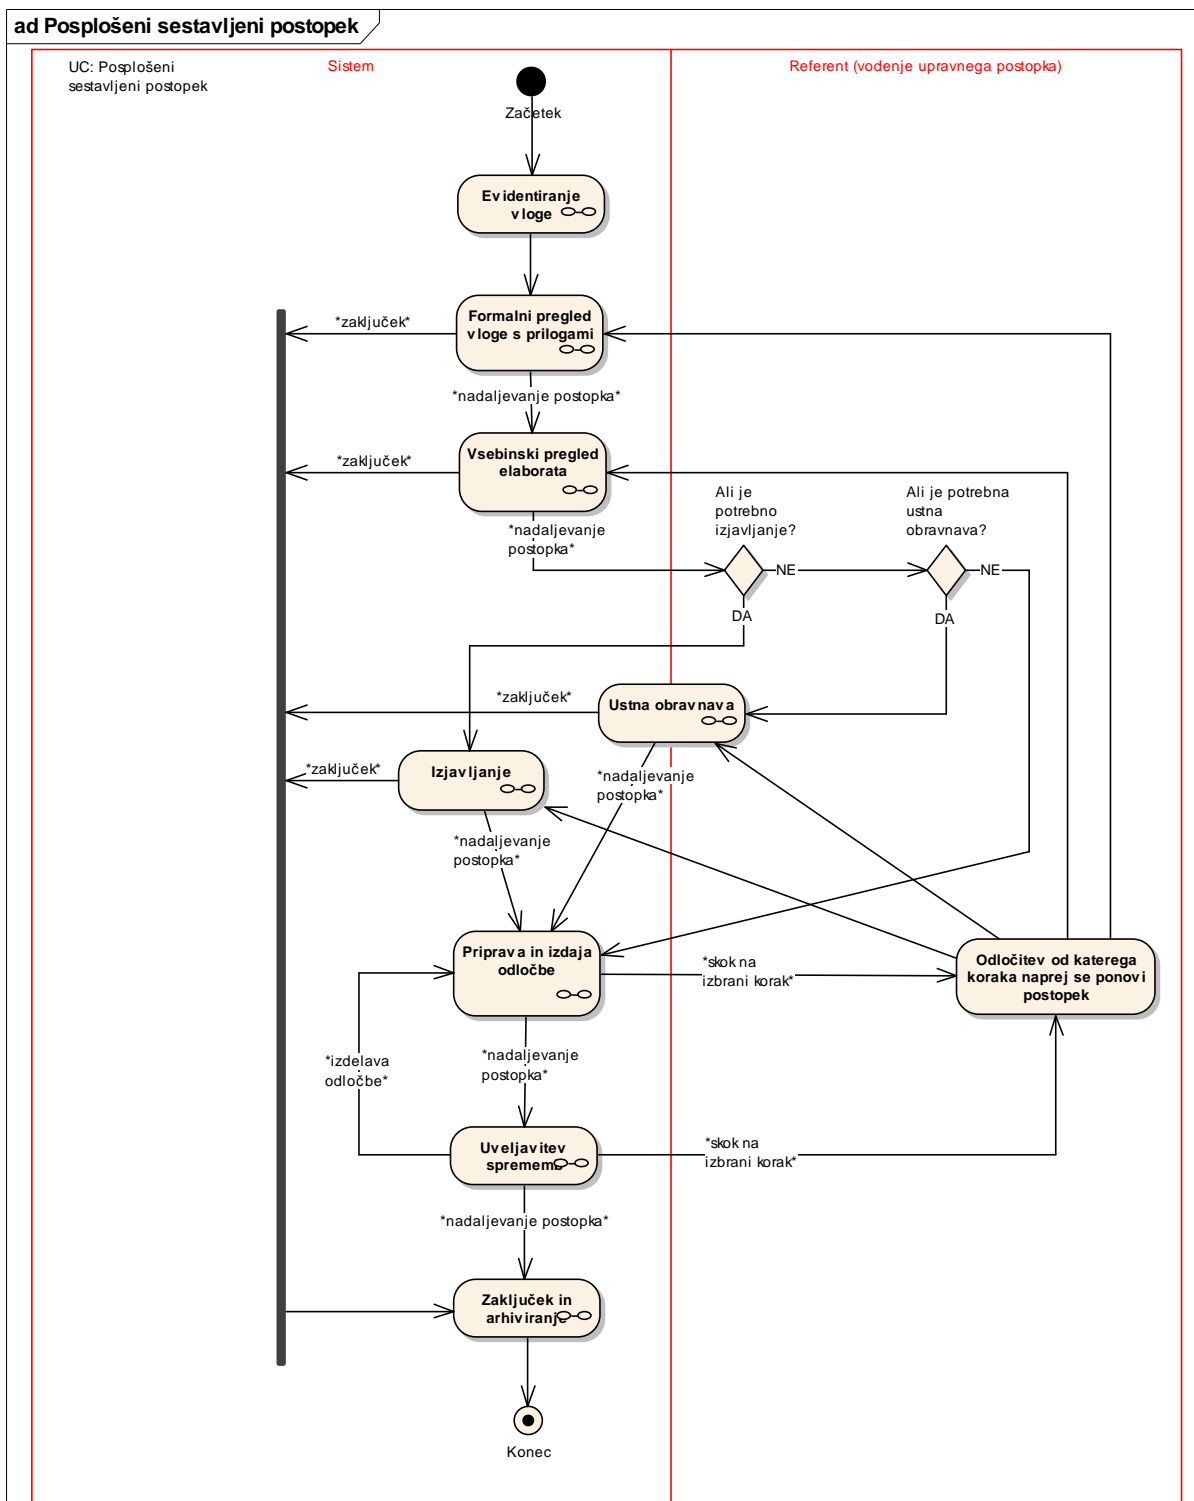 ad Posplošeni sestavljeni postopek
UC: Posplošeni
sestavljeni postopek
Sistem
Referent (vodenje upravnega postopka)
Začetek
Evidentiranje
vloge
Formalni pregled
vloge s prilogami
*zaključek*
*nadaljevanje postopka*
Vsebinski pregled
elaborata
*zaključek*
*nadaljevanje
postopka*
Ali je
potrebno
izjavljanje?
Ali je potrebna
ustna
obravnava?
NE
NE
DA
DA
Ustna obravnava
*zaključek*
Izjavljanje
*zaključek*
*nadaljevanje
postopka*
*nadaljevanje
postopka*
Priprava in izdaja
odločbe
*skok na
izbrani korak*
Odločitev od katerega
koraka naprej se ponovi
postopek
*izdelava
odločbe*
*nadaljevanje
postopka*
Uveljavitev
sprememb
*skok na
izbrani korak*
*nadaljevanje postopka*
Zaključek in
arhiviranje
Konec